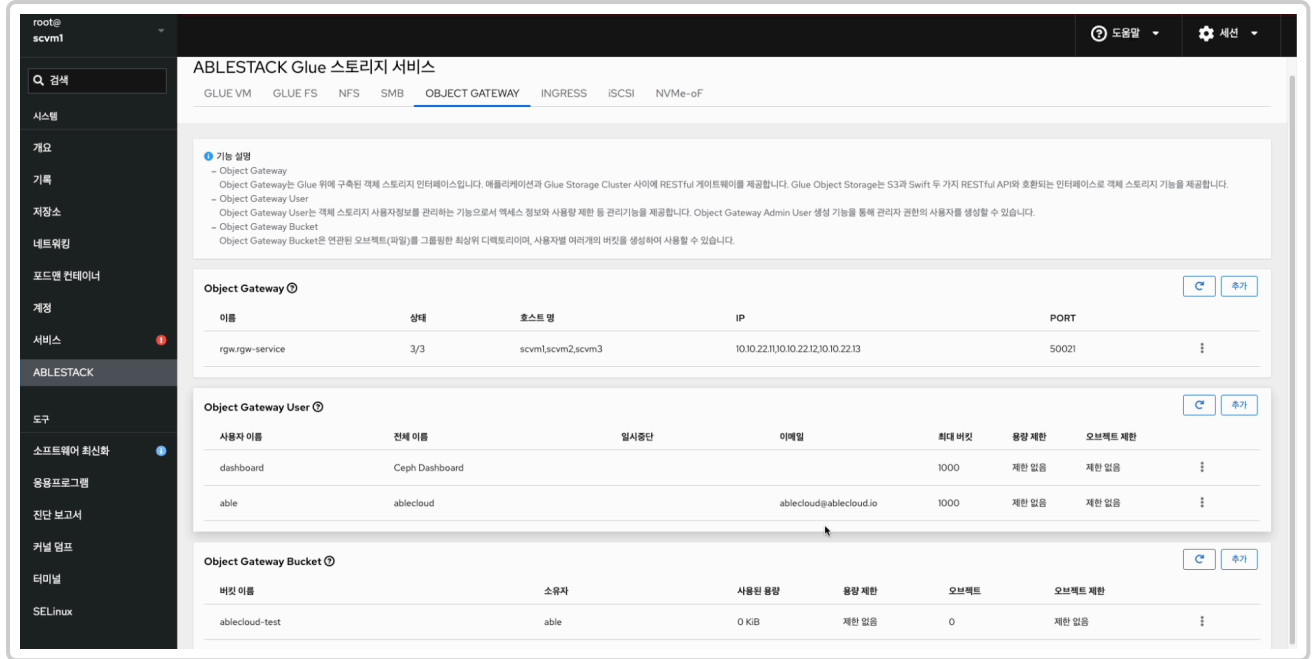 root@
scvm1
도움말
세션
검색
시스템
개요
기록
저장소
네트워킹
포드맨 컨테이너
계정
서비스
ABLESTACK
도구
소프트웨어 최신화
응용프로그램
진단 보고서
커널 덤프
터미널
SELinux
ABLESTACK Glue 스토리지 서비스
GLUE VM GLUE FS NFS SMB OBJECT GATEWAY INGRESS iSCSI NVMe-oF
기능 설명
– Object Gateway
Object Gateway는 Glue 위에 구축된 객체 스토리지 인터페이스입니다. 애플리케이션과 Glue Storage Cluster 사이에 RESTful 게이트웨이를 제공합니다. Glue Object Storage는 S3과 Swift 두 가지 RESTful API와 호환되는 인터페이스로 객체 스토리지 기능을 제공합니다.
– Object Gateway User
Object Gateway User는 객체 스토리지 사용자정보를 관리하는 기능으로서 엑세스 정보와 사용량 제한 등 관리기능을 제공합니다. Object Gateway Admin User 생성 기능을 통해 관리자 권한의 사용자를 생성할 수 있습니다.
– Object Gateway Bucket
Object Gateway Bucket은 연관된 오브젝트(파일)를 그룹핑한 최상위 디렉토리이며, 사용자별 여러개의 버킷을 생성하여 사용할 수 있습니다.
Object Gateway 추가
이름 상태 호스트 명 IP PORT
rgw.rgw-service 3/3 scvm1,scvm2,scvm3 10.10.22.11,10.10.22.12,10.10.22.13 50021
Object Gateway User 추가
사용자 이름 전체 이름 일시중단 이메일 최대 버킷 용량 제한 오브젝트 제한
dashboard Ceph Dashboard 1000 제한 없음 제한 없음
able ablecloud ablecloud@ablecloud.io 1000 제한 없음 제한 없음
Object Gateway Bucket 추가
버킷 이름 소유자 사용된 용량 용량 제한 오브젝트 오브젝트 제한
ablecloud-test able 0 KiB 제한 없음 0 제한 없음